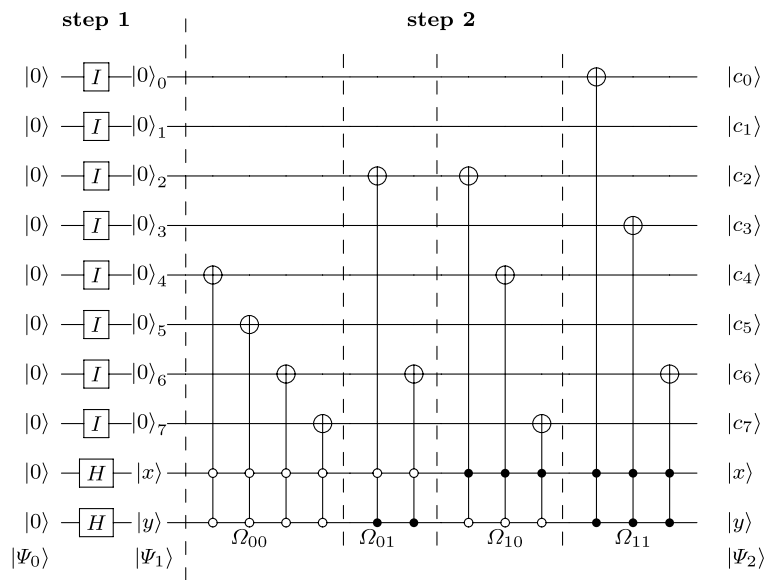 step 1 step 2
|0⟩ I |0⟩₀ |c₀⟩
|0⟩ I |0⟩₁ |c₁⟩
|0⟩ I |0⟩₂ |c₂⟩
|0⟩ I |0⟩₃ |c₃⟩
|0⟩ I |0⟩₄ |c₄⟩
|0⟩ I |0⟩₅ |c₅⟩
|0⟩ I |0⟩₆ |c₆⟩
|0⟩ I |0⟩₇ |c₇⟩
|0⟩ H |x⟩ |x⟩
|0⟩ H |y⟩ |y⟩
Ω₀₀ Ω₀₁ Ω₁₀ Ω₁₁
|Ψ₀⟩ |Ψ₁⟩ |Ψ₂⟩